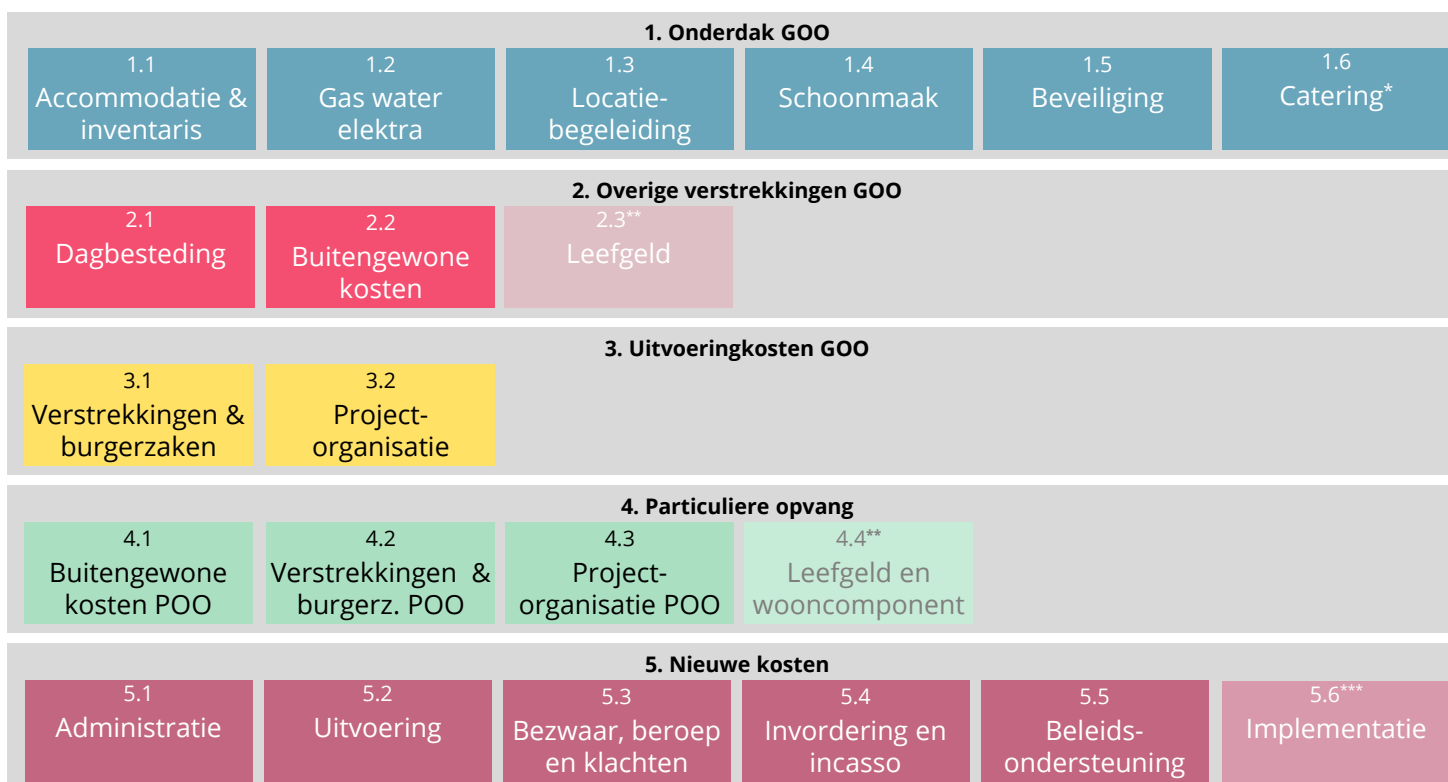 1. Onderdak GOO
1.1
Accommodatie &
inventaris
1.2
Gas water
elektra
1.3
Locatie-
begeleiding
1.4
Schoonmaak
1.5
Beveiliging
1.6
Catering*
2. Overige verstrekkingen GOO
2.1
Dagbesteding
2.2
Buitengewone
kosten
2.3**
Leefgeld
3. Uitvoeringkosten GOO
3.1
Verstrekkingen &
burgerzaken
3.2
Project-
organisatie
4. Particuliere opvang
4.1
Buitengewone
kosten POO
4.2
Verstrekkingen &
burgerz. POO
4.3
Project-
organisatie POO
4.4**
Leefgeld en
wooncomponent
5. Nieuwe kosten
5.1
Administratie
5.2
Uitvoering
5.3
Bezwaar, beroep
en klachten
5.4
Invordering en
incasso
5.5
Beleids-
ondersteuning
5.6***
Implementatie